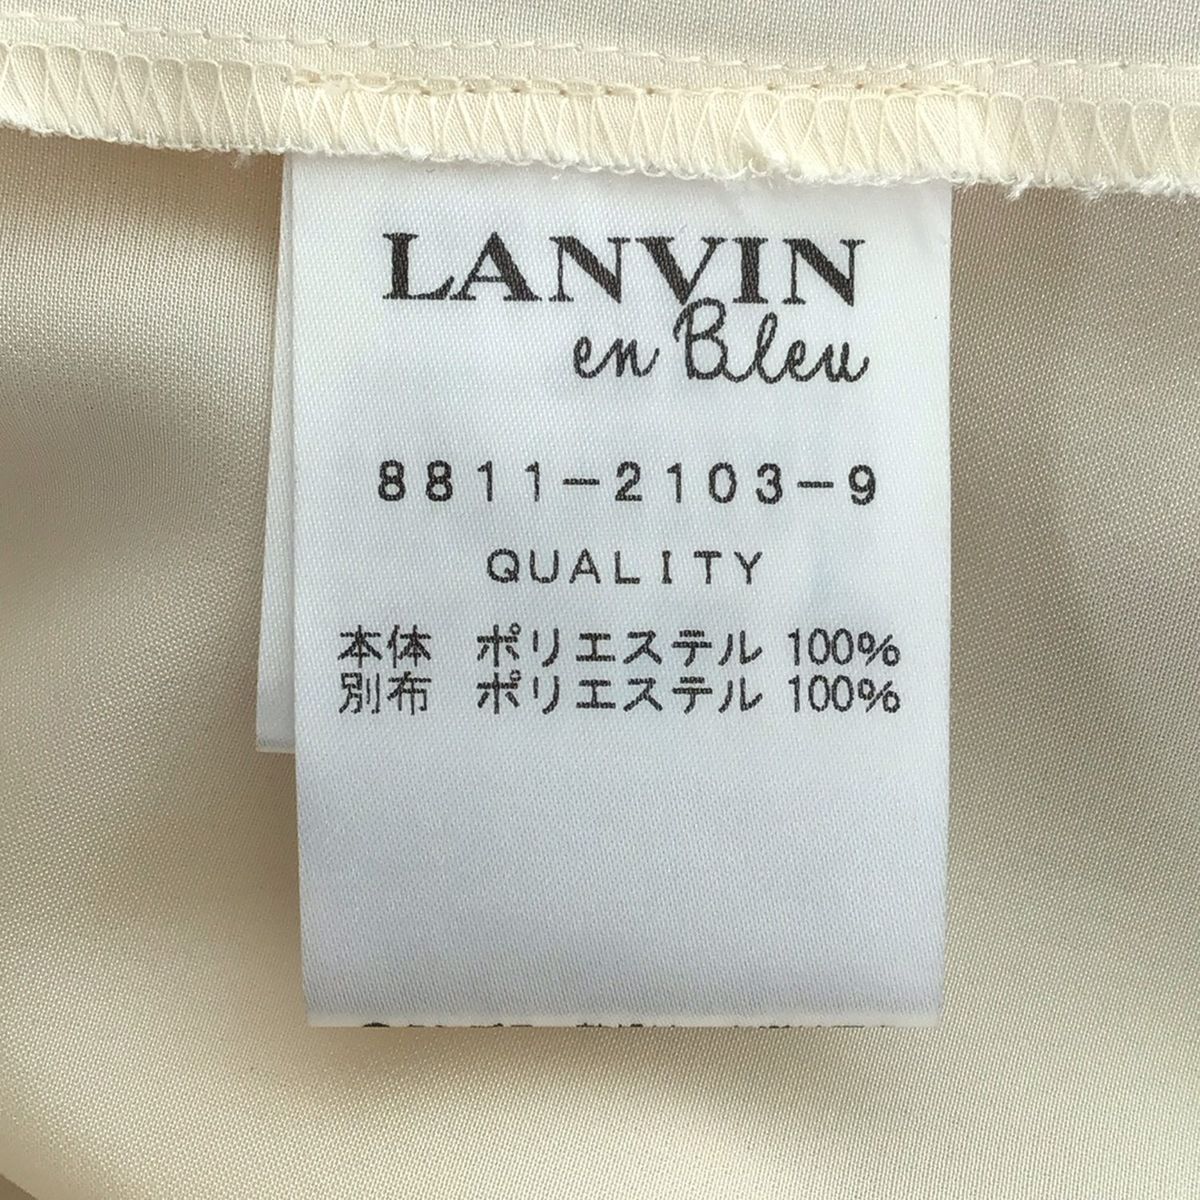 LANVIN
en Bleu
8811-2103-9
QUALITY
本体 ポリエステル 100%
別布 ポリエステル 100%